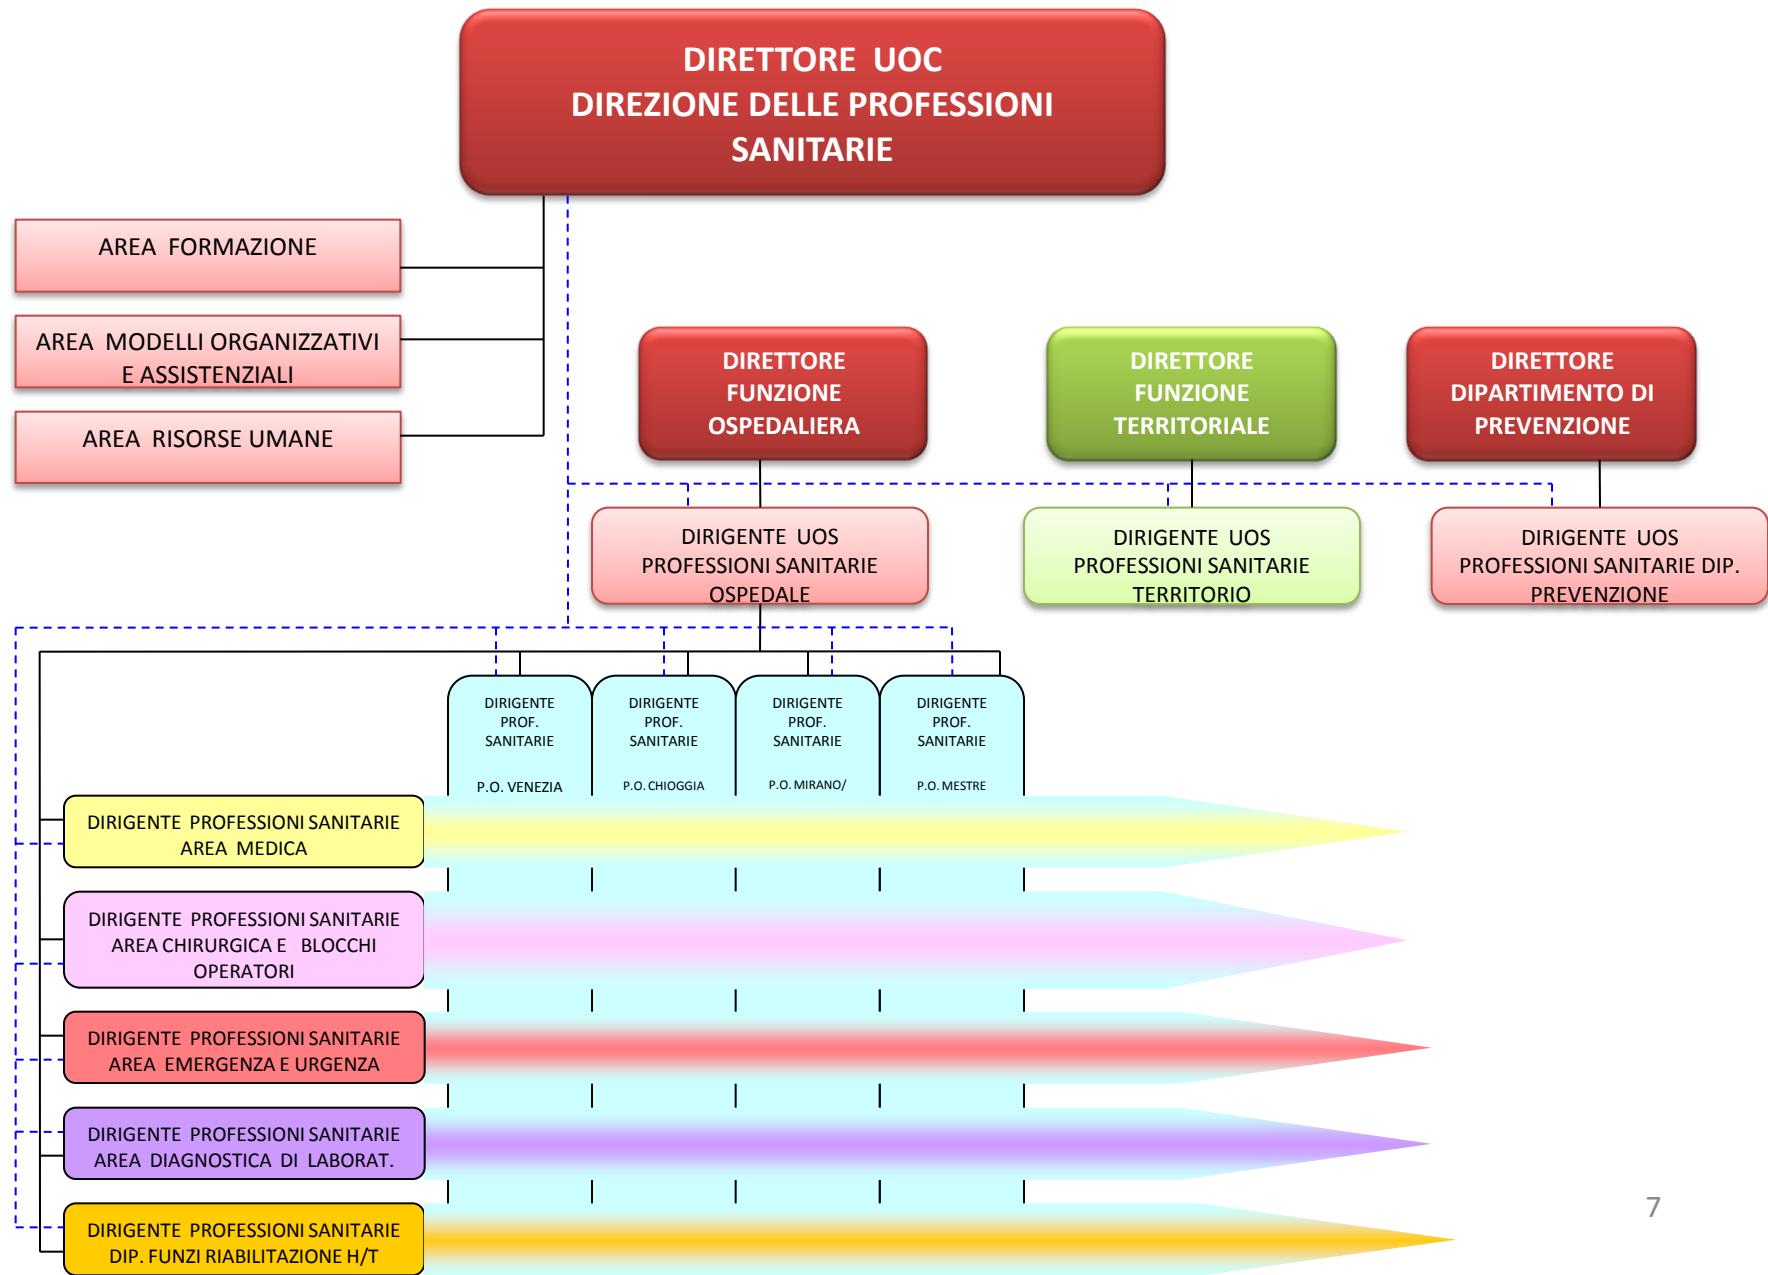 DIRETTORE UOC
DIREZIONE DELLE PROFESSIONI
SANITARIE
AREA FORMAZIONE
AREA MODELLI ORGANIZZATIVI
E ASSISTENZIALI
AREA RISORSE UMANE
DIRETTORE
FUNZIONE
OSPEDALIERA
DIRETTORE
FUNZIONE
TERRITORIALE
DIRETTORE
DIPARTIMENTO DI
PREVENZIONE
DIRIGENTE UOS
PROFESSIONI SANITARIE
OSPEDALE
DIRIGENTE UOS
PROFESSIONI SANITARIE
TERRITORIO
DIRIGENTE UOS
PROFESSIONI SANITARIE DIP.
PREVENZIONE
DIRIGENTE
PROF.
SANITARIE
P.O. VENEZIA
DIRIGENTE
PROF.
SANITARIE
P.O. CHIOGGIA
DIRIGENTE
PROF.
SANITARIE
P.O. MIRANO/
DIRIGENTE
PROF.
SANITARIE
P.O. MESTRE
DIRIGENTE PROFESSIONI SANITARIE
AREA MEDICA
DIRIGENTE PROFESSIONI SANITARIE
AREA CHIRURGICA E BLOCCHI
OPERATORI
DIRIGENTE PROFESSIONI SANITARIE
AREA EMERGENZA E URGENZA
DIRIGENTE PROFESSIONI SANITARIE
AREA DIAGNOSTICA DI LABORAT.
DIRIGENTE PROFESSIONI SANITARIE
DIP. FUNZI RIABILITAZIONE H/T
7